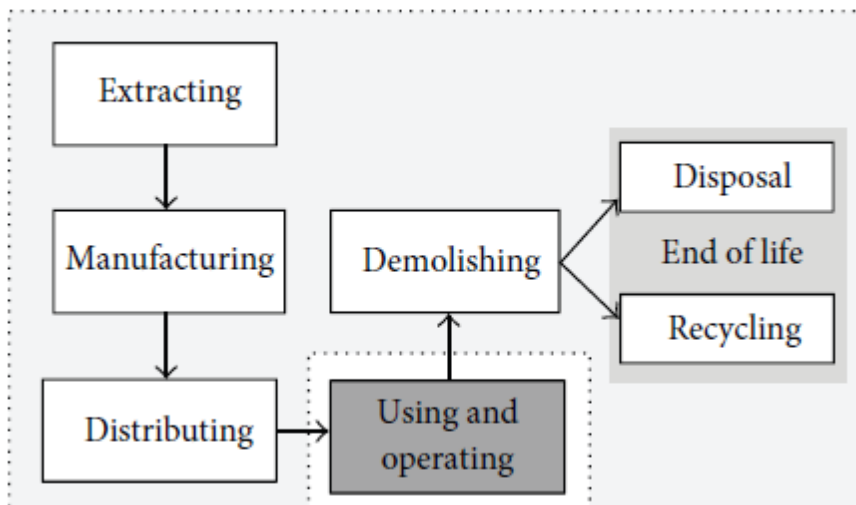 Extracting
Manufacturing
Distributing
Using and
operating
Demolishing
Disposal
End of life
Recycling